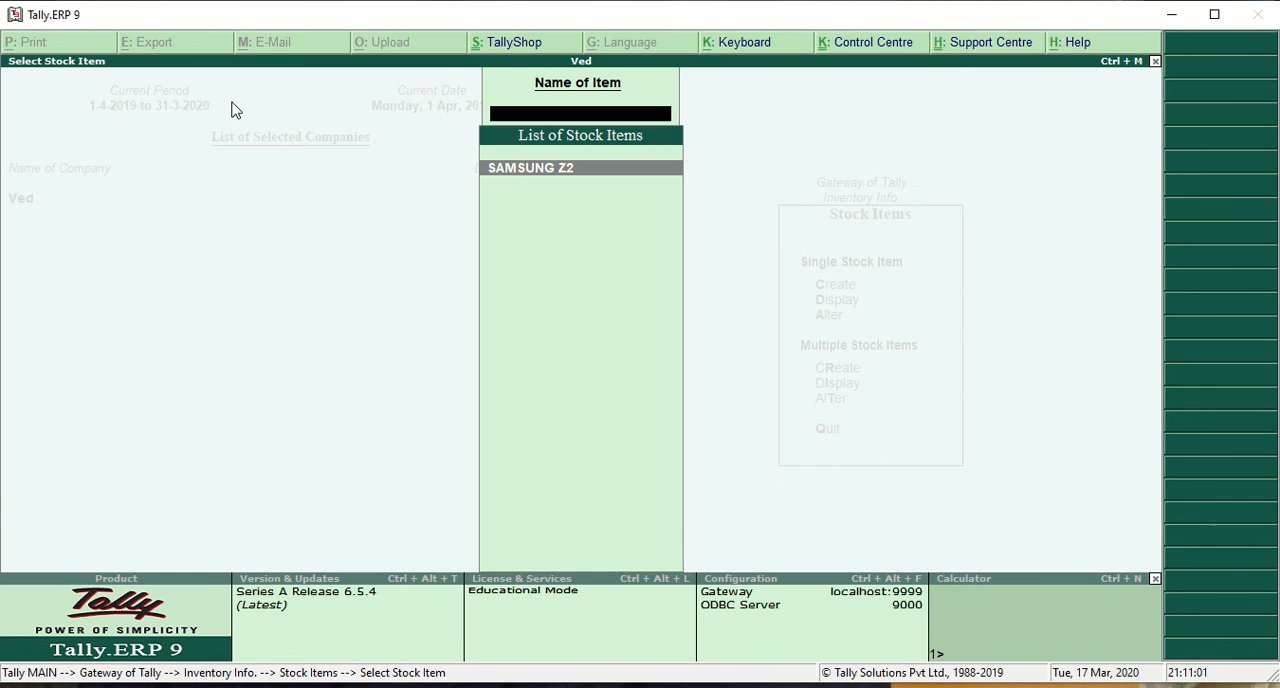 Tally.ERP 9
P: Print E: Export M: E-Mail O: Upload S: TallyShop G: Language K: Keyboard K: Control Centre H: Support Centre H: Help
Select Stock Item Ved Ctrl + M
Name of Item
List of Stock Items
SAMSUNG Z2
Current Period Current Date
1-4-2019 to 31-3-2020 Monday, 1 Apr, 201
List of Selected Companies
Name of Company
Ved
Gateway of Tally ...
Inventory Info. ...
Stock Items
Single Stock Item
Create
Display
Alter
Multiple Stock Items
CReate
DIsplay
AlTer
Quit
Product Version & Updates Ctrl + Alt + T License & Services Ctrl + Alt + L Configuration Ctrl + Alt + F Calculator Ctrl + N
Tally
POWER OF SIMPLICITY
Tally.ERP 9
Series A Release 6.5.4
(Latest)
Educational Mode
Gateway localhost:9999
ODBC Server 9000
1>
Tally MAIN --> Gateway of Tally --> Inventory Info. --> Stock Items --> Select Stock Item © Tally Solutions Pvt Ltd., 1988-2019 Tue, 17 Mar, 2020 21:11:01